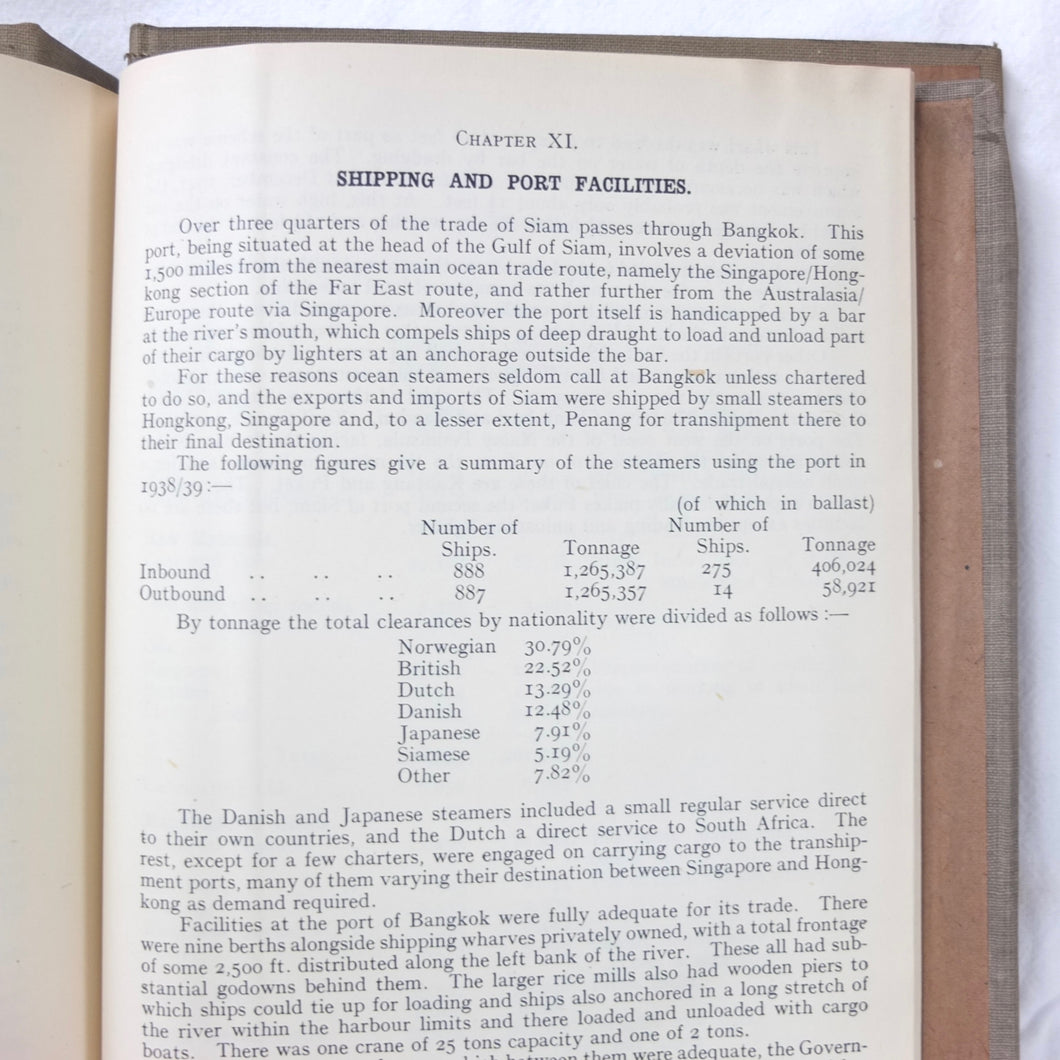 CHAPTER XI.
SHIPPING AND PORT FACILITIES.
Over three quarters of the trade of Siam passes through Bangkok. This
port, being situated at the head of the Gulf of Siam, involves a deviation of some
1,500 miles from the nearest main ocean trade route, namely the Singapore/Hong-
kong section of the Far East route, and rather further from the Australasia/
Europe route via Singapore. Moreover the port itself is handicapped by a bar
at the river's mouth, which compels ships of deep draught to load and unload part
of their cargo by lighters at an anchorage outside the bar.
For these reasons ocean steamers seldom call at Bangkok unless chartered
to do so, and the exports and imports of Siam were shipped by small steamers to
Hongkong, Singapore and, to a lesser extent, Penang for transhipment there to
their final destination.
The following figures give a summary of the steamers using the port in
1938/39:—
(of which in ballast)
Number of Number of
Ships. Tonnage Ships. Tonnage
Inbound .. .. .. 888 1,265,387 275 406,024
Outbound .. .. .. 887 1,265,357 14 58,921
By tonnage the total clearances by nationality were divided as follows :—
Norwegian 30.79%
British 22.52%
Dutch 13.29%
Danish 12.48%
Japanese 7.91%
Siamese 5.19%
Other 7.82%
The Danish and Japanese steamers included a small regular service direct
to their own countries, and the Dutch a direct service to South Africa. The
rest, except for a few charters, were engaged on carrying cargo to the tranship-
ment ports, many of them varying their destination between Singapore and Hong-
kong as demand required.
Facilities at the port of Bangkok were fully adequate for its trade. There
were nine berths alongside shipping wharves privately owned, with a total frontage
of some 2,500 ft. distributed along the left bank of the river. These all had sub-
stantial godowns behind them. The larger rice mills also had wooden piers to
which ships could tie up for loading and ships also anchored in a long stretch of
the river within the harbour limits and there loaded and unloaded with cargo
boats. There was one crane of 25 tons capacity and one of 2 tons.
between them were adequate, the Govern-